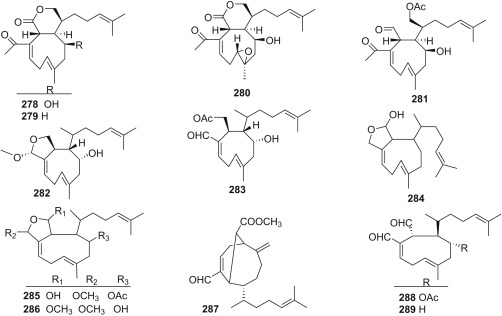 O
O
H
H
O
R
R
278 OH
279 H
O
O
H
H
O
OH
H
O
CH3
280
OAc
CHO
H
O
H
OH
281
O
O
H
H
OH
282
OAc
OHC
H
H
OH
283
OH
O
284
O
R1
R2
R3
R1 R2 R3
285 OH OCH3 OAc
286 OCH3 OCH3 OH
COOCH3
OHC
287
OHC
OHC
R
R
288 OAc
289 H